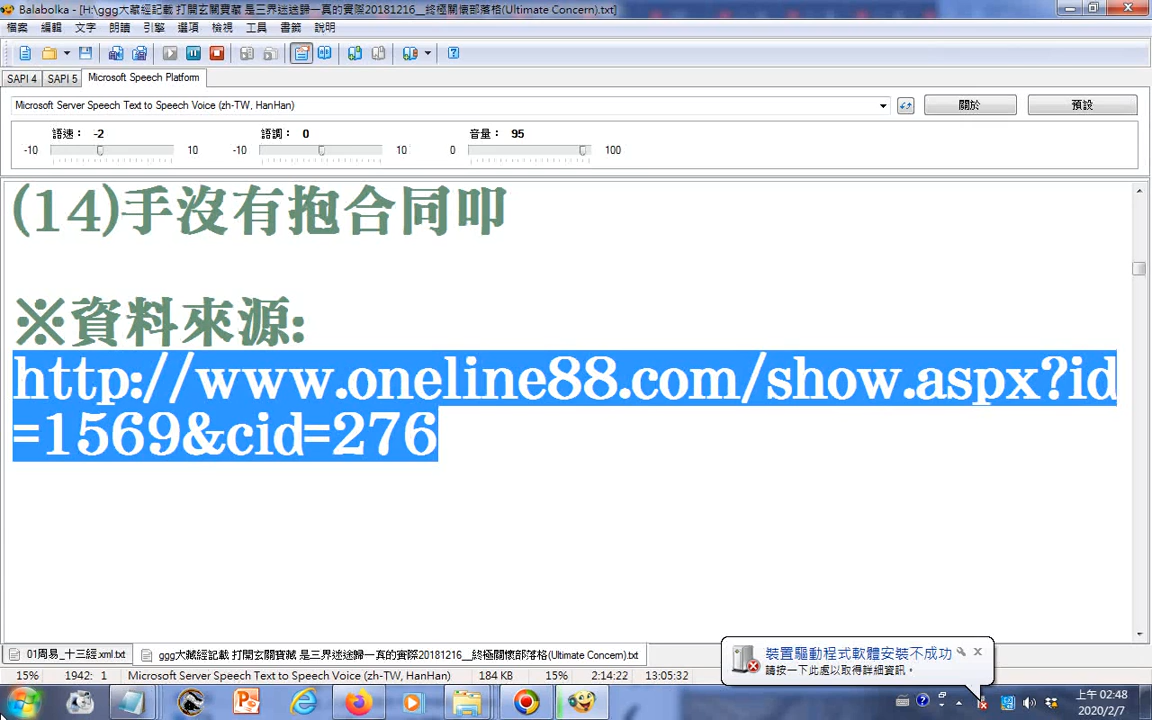 Balabolka - [H:\ggg大藏經記載 打開玄關寶藏 是三界迷途歸一真的實際20181216__終極關懷部落格(Ultimate Concern).txt]
檔案 編輯 文字 朗讀 引擎 選項 檢視 工具 書籤 說明
SAPI 4 SAPI 5 Microsoft Speech Platform
Microsoft Server Speech Text to Speech Voice (zh-TW, HanHan) 關於 預設
語速： -2 語調： 0 音量： 95
-10 10 -10 10 0 100
(14)手沒有抱合同叩
※資料來源:
http://www.oneline88.com/show.aspx?id
=1569&cid=276
裝置驅動程式軟體安裝不成功
請按一下此處以取得詳細資訊。
01周易_十三經.xml.txt ggg大藏經記載 打開玄關寶藏 是三界迷途歸一真的實際20181216__終極關懷部落格(Ultimate Concern).txt
15% 1942: 1 Microsoft Server Speech Text to Speech Voice (zh-TW, HanHan) 184 KB 15% 2:14:22 13:05:32
上午 02:48
2020/2/7